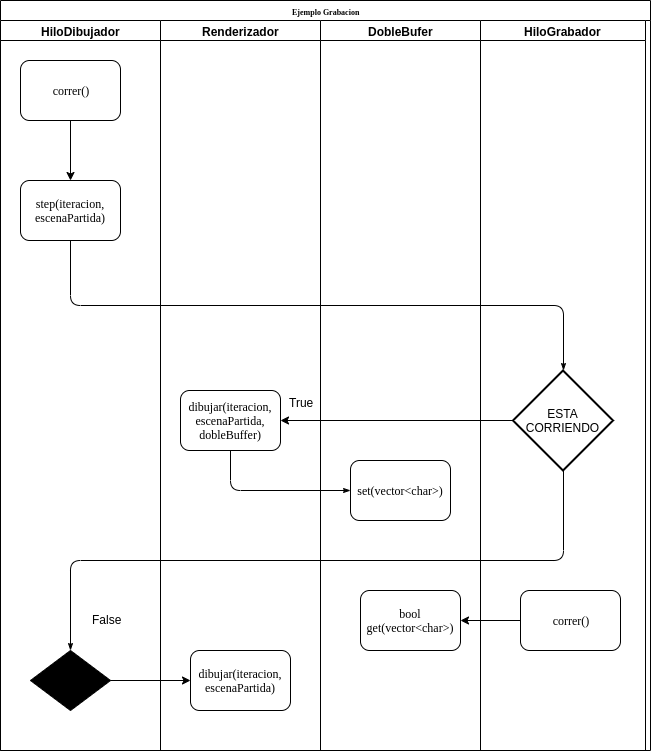 Ejemplo Grabacion
HiloDibujador
Renderizador
DobleBufer
HiloGrabador
correr()
step(iteracion,
escenaPartida)
ESTA
CORRIENDO
True
dibujar(iteracion,
escenaPartida,
dobleBuffer)
set(vector<char>)
False
bool
get(vector<char>)
correr()
dibujar(iteracion,
escenaPartida)